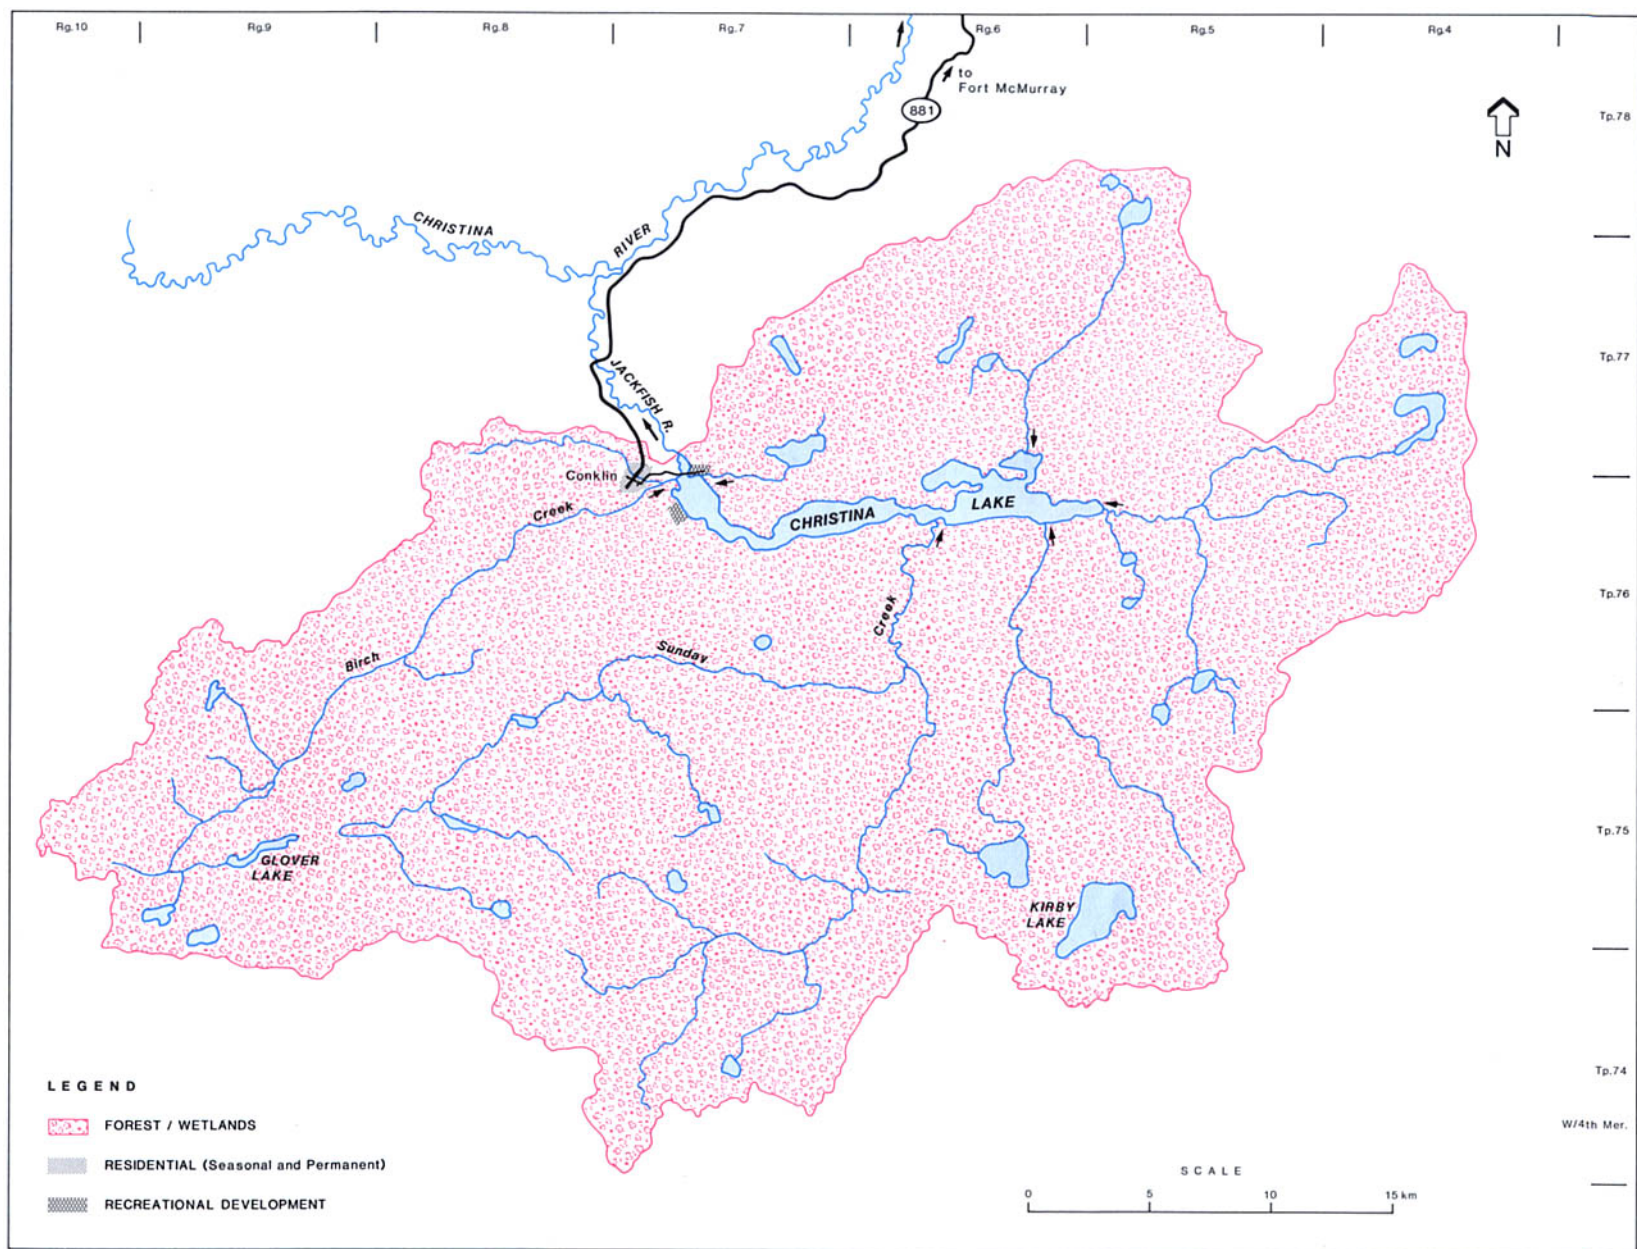 Rg.10
Rg.9
Rg.8
Rg.7
Rg.6
Rg.5
Rg.4
to
Fort McMurray
881
N
Tp.78
CHRISTINA
RIVER
JACKFISH R.
Tp.77
Conklin
Creek
CHRISTINA
LAKE
Tp.76
Creek
Birch
Sunday
Tp.75
GLOVER
LAKE
KIRBY
LAKE
Tp.74
W/4th Mer.
LEGEND
FOREST / WETLANDS
RESIDENTIAL (Seasonal and Permanent)
RECREATIONAL DEVELOPMENT
SCALE
0 5 10 15 km